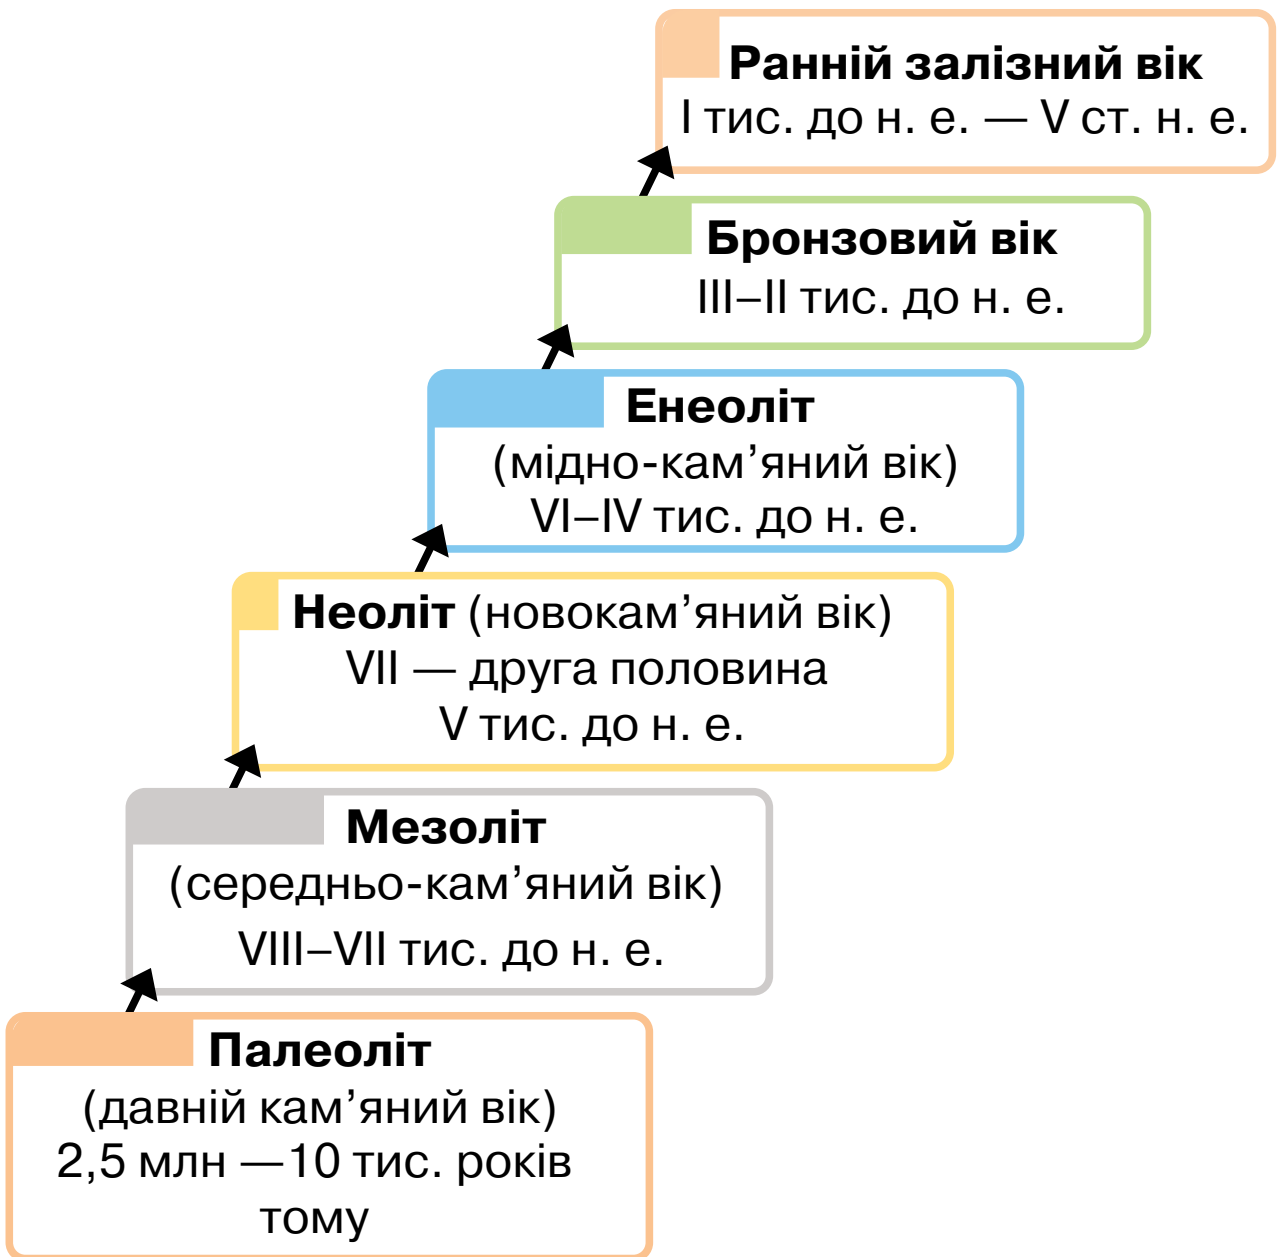 Ранній залізний вік
І тис. до н. е. — V ст. н. е.
Бронзовий вік
ІІІ–ІІ тис. до н. е.
Енеоліт
(мідно-кам’яний вік)
VI–IV тис. до н. е.
Неоліт (новокам’яний вік)
VII — друга половина
V тис. до н. е.
Мезоліт
(середньо-кам’яний вік)
VIII–VII тис. до н. е.
Палеоліт
(давній кам’яний вік)
2,5 млн —10 тис. років
тому